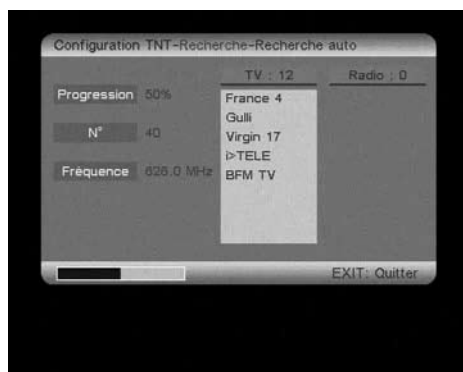 Configuration TNT-Recherche-Recherche auto
TV : 12 Radio : 0
Progression 50%
N° 40
Fréquence 626.0 MHz
France 4
Gulli
Virgin 17
i>TELE
BFM TV
EXIT: Quitter